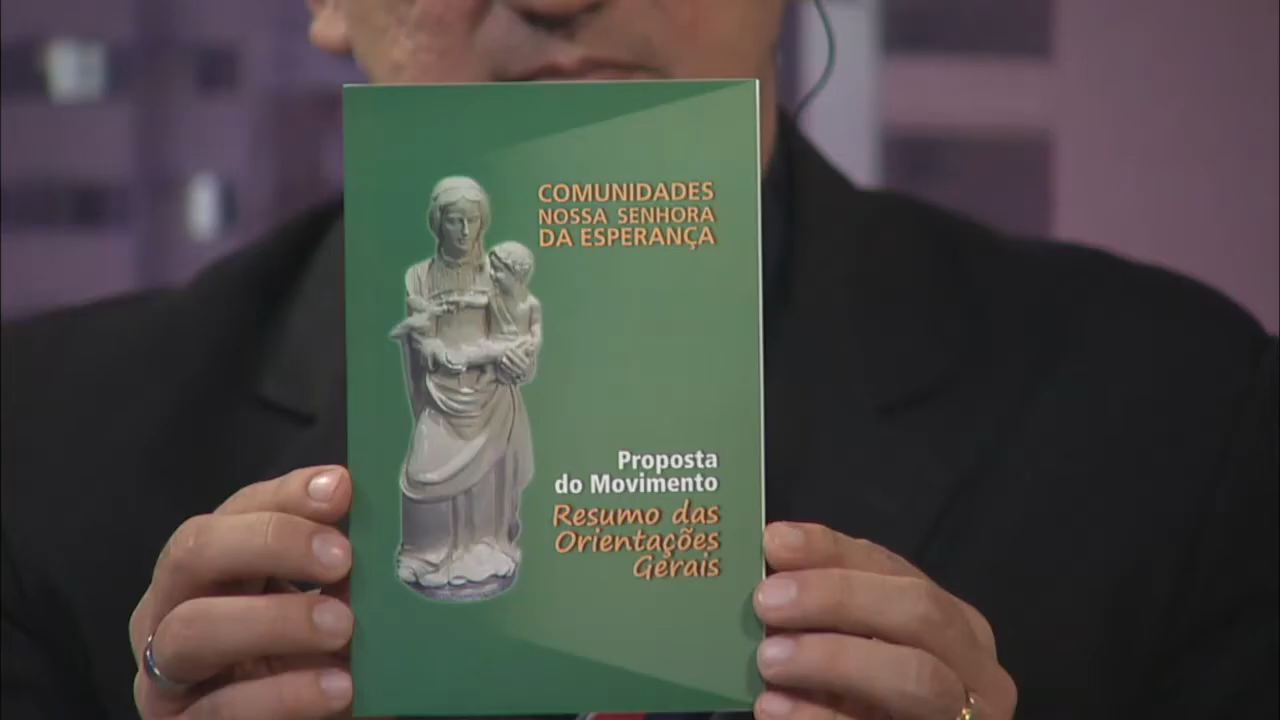 COMUNIDADES
NOSSA SENHORA
DA ESPERANÇA
Proposta
do Movimento
Resumo das
Orientações
Gerais